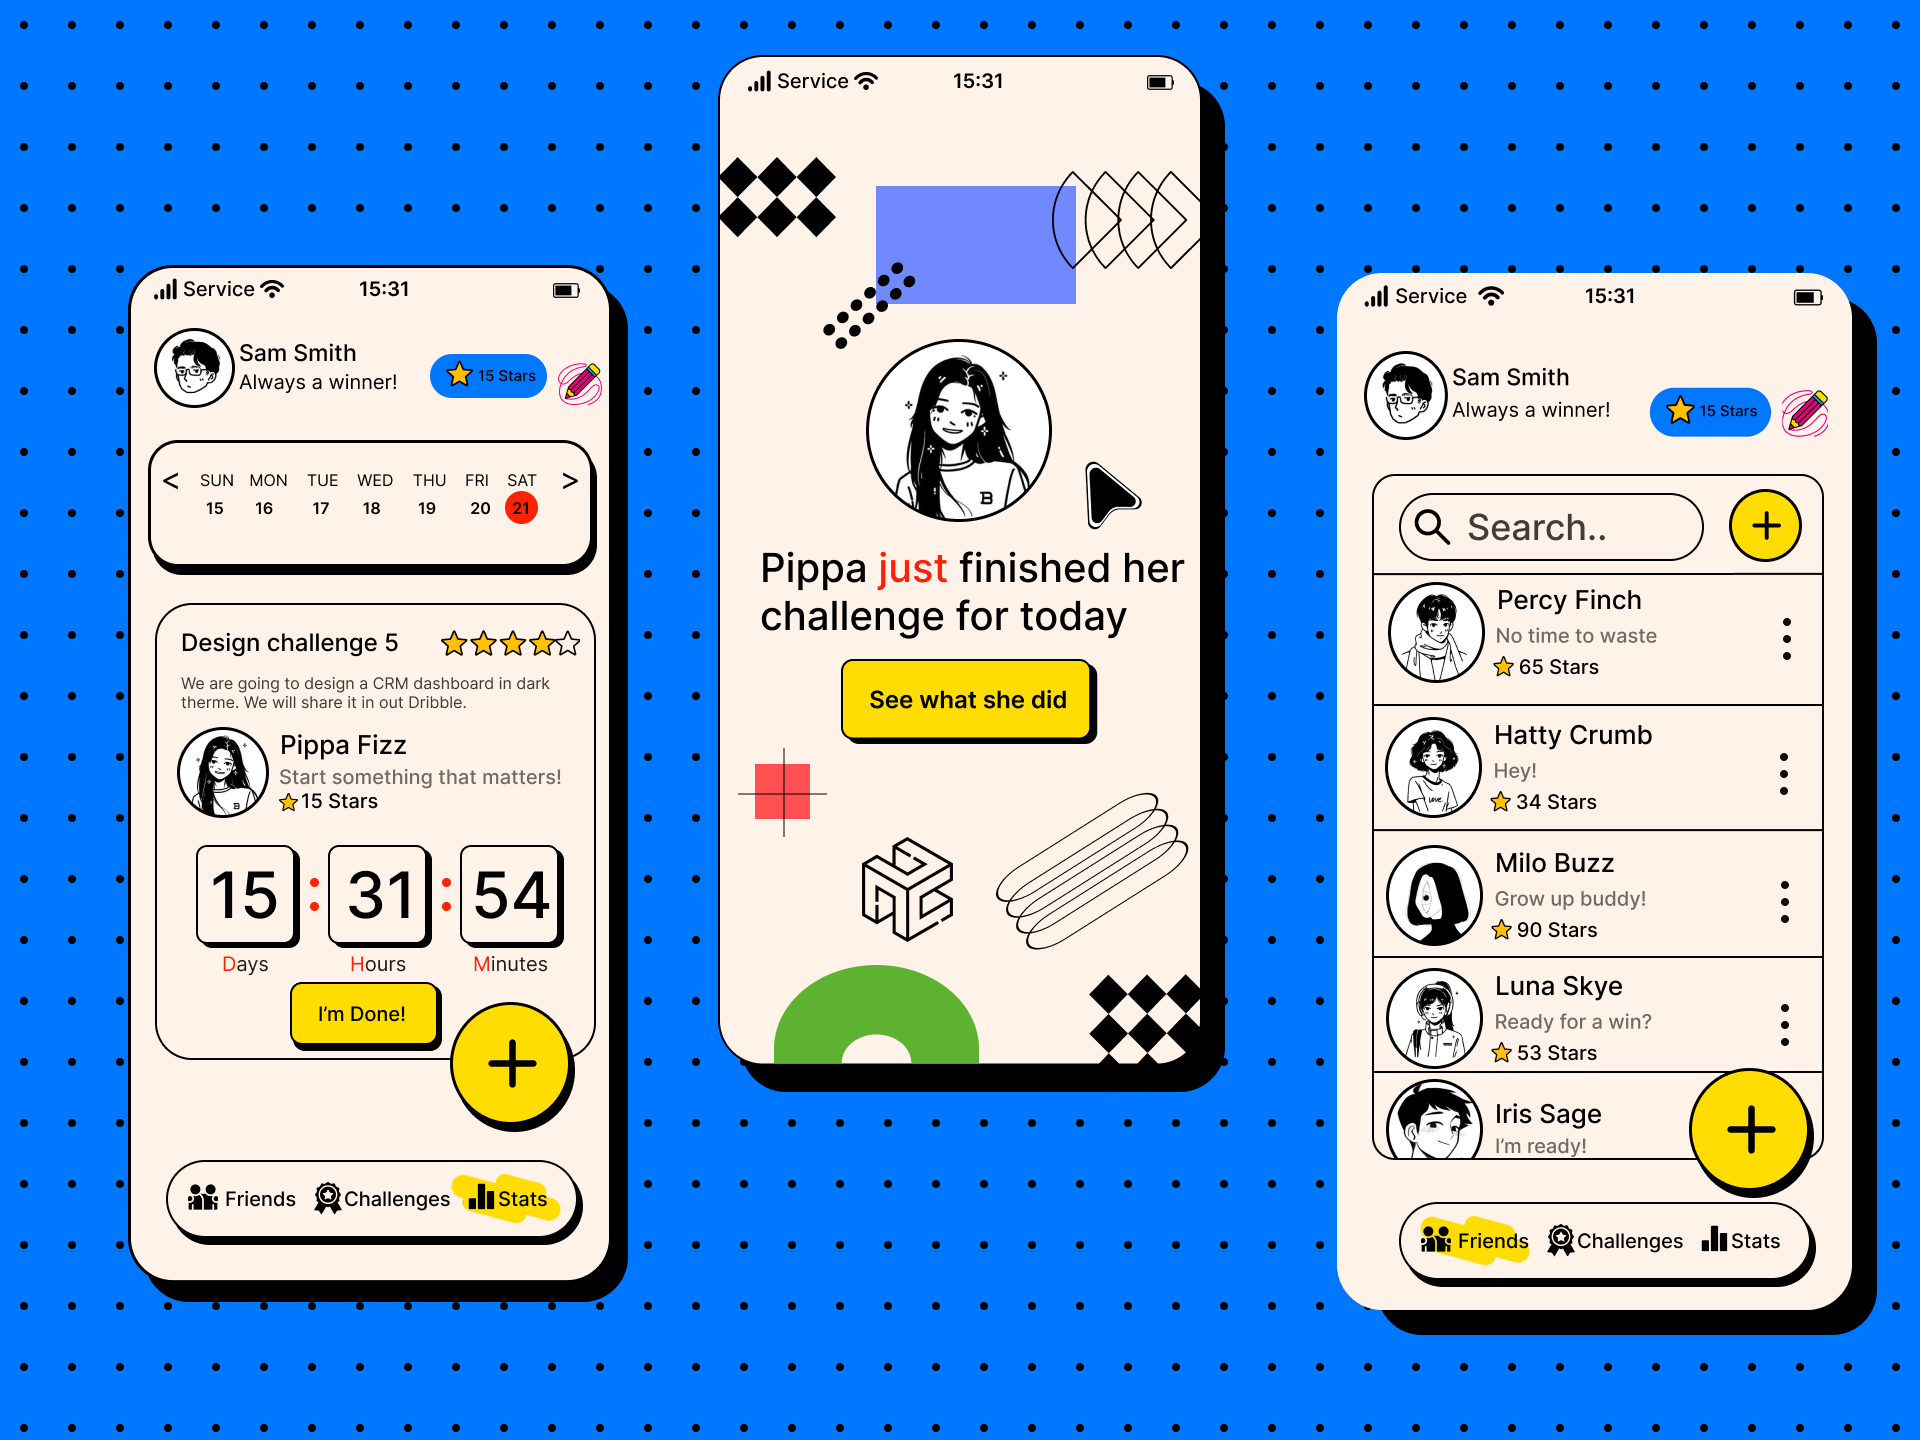 Service 15:31
Sam Smith
Always a winner!
15 Stars
< SUN MON TUE WED THU FRI SAT >
15 16 17 18 19 20 21
Design challenge 5
We are going to design a CRM dashboard in dark
therme. We will share it in out Dribble.
Pippa Fizz
Start something that matters!
15 Stars
15 : 31 : 54
Days Hours Minutes
I'm Done!
Friends Challenges Stats
Service 15:31
B
Pippa just finished her
challenge for today
See what she did
Service 15:31
Sam Smith
Always a winner!
15 Stars
Search..
Percy Finch
No time to waste
65 Stars
Hatty Crumb
Hey!
34 Stars
love.
Milo Buzz
Grow up buddy!
90 Stars
Luna Skye
Ready for a win?
53 Stars
Iris Sage
I'm ready!
Friends Challenges Stats